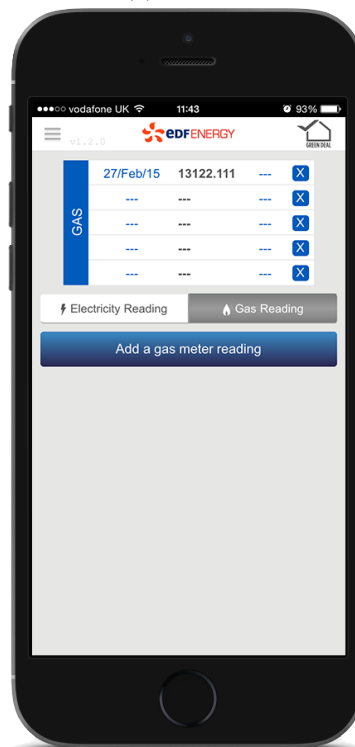 vodafone UK 11:43 93%
v1.2.0 EDF ENERGY GREEN DEAL
GAS
27/Feb/15 13122.111 --- X
--- --- --- X
--- --- --- X
--- --- --- X
--- --- --- X
Electricity Reading Gas Reading
Add a gas meter reading